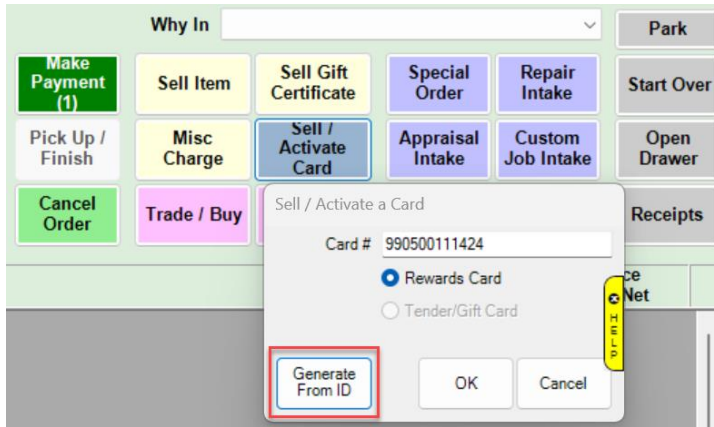 Why In
Park
Make
Payment
(1)
Sell Item
Sell Gift
Certificate
Special
Order
Repair
Intake
Start Over
Pick Up /
Finish
Misc
Charge
Sell /
Activate
Card
Appraisal
Intake
Custom
Job Intake
Open
Drawer
Cancel
Order
Trade / Buy
Receipts
Sell / Activate a Card
Card # 990500111424
Rewards Card
Tender/Gift Card
HELP
Generate
From ID
OK
Cancel
ce
Net